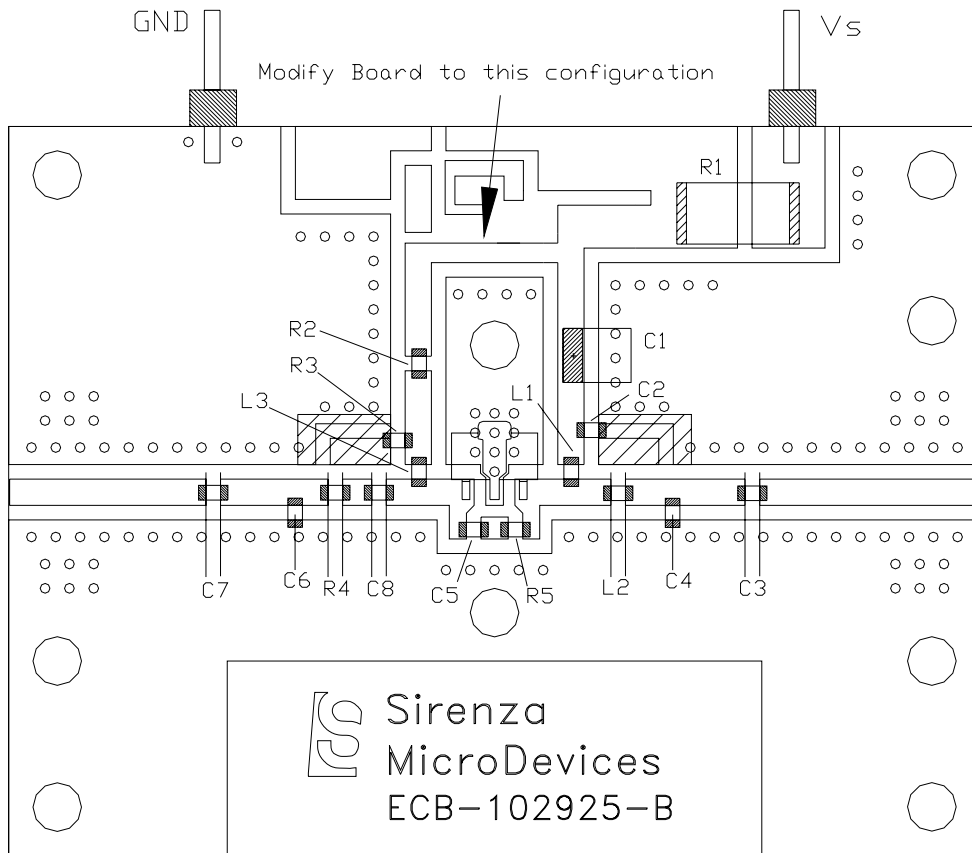 GND
Vs
Modify Board to this configuration
R1
R2
C1
R3
L3
L1
C2
C7
C6
R4
C8
C5
R5
L2
C4
C3
Sirenza
MicroDevices
ECB-102925-B